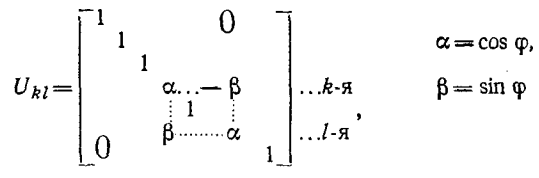 1 0
1
1 α = cos φ,
U_{kl} = α...— β ...k-я β = sin φ
1 ,
β........α ...l-я
0 1